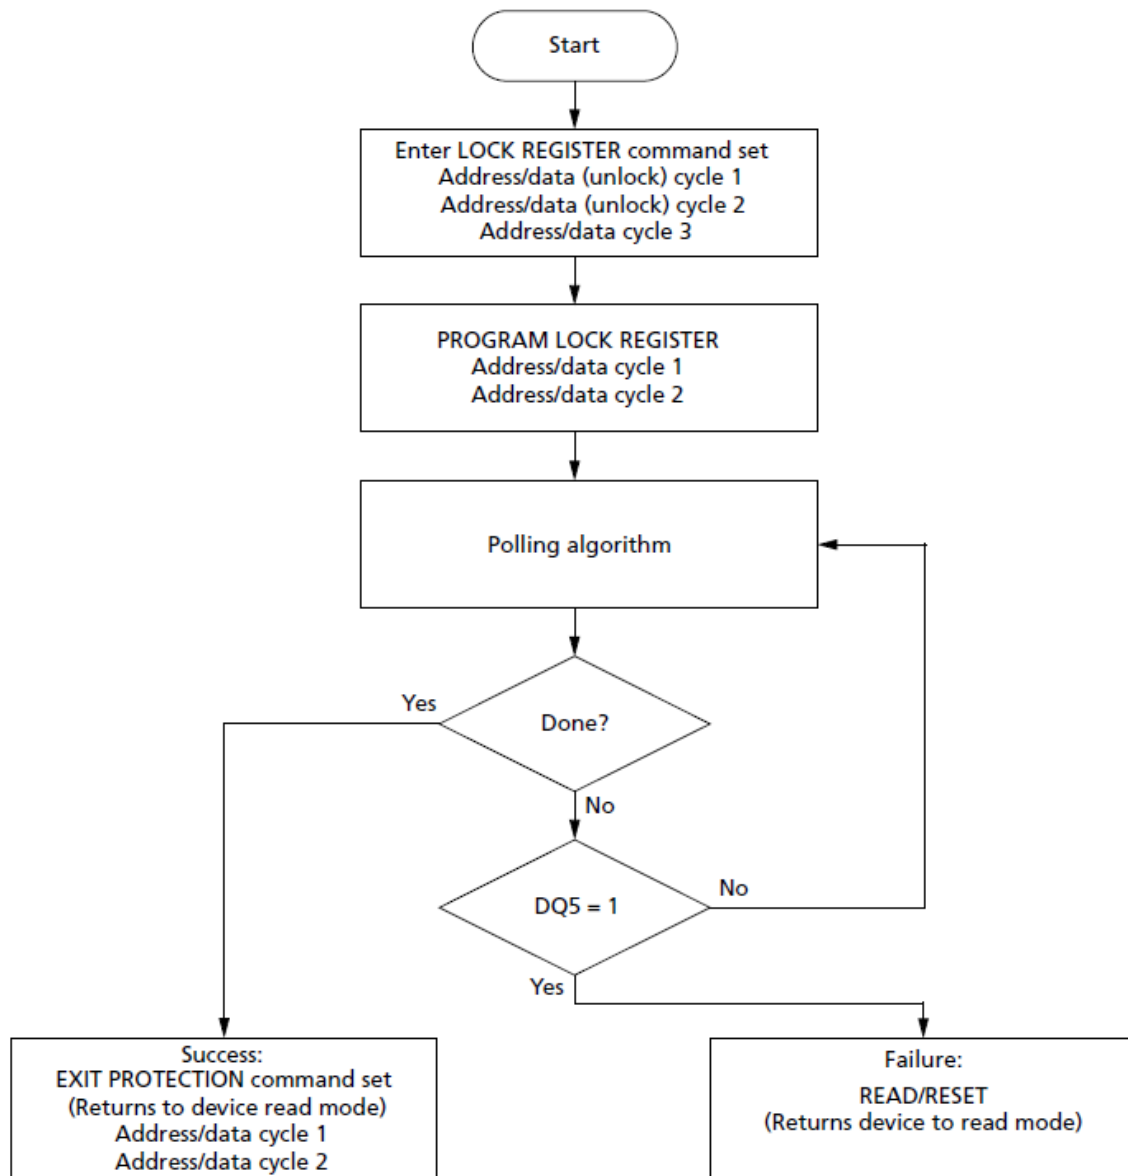 Start
Enter LOCK REGISTER command set
Address/data (unlock) cycle 1
Address/data (unlock) cycle 2
Address/data cycle 3
PROGRAM LOCK REGISTER
Address/data cycle 1
Address/data cycle 2
Polling algorithm
Yes
Done?
No
DQ5 = 1
No
Yes
Success:
EXIT PROTECTION command set
(Returns to device read mode)
Address/data cycle 1
Address/data cycle 2
Failure:
READ/RESET
(Returns device to read mode)